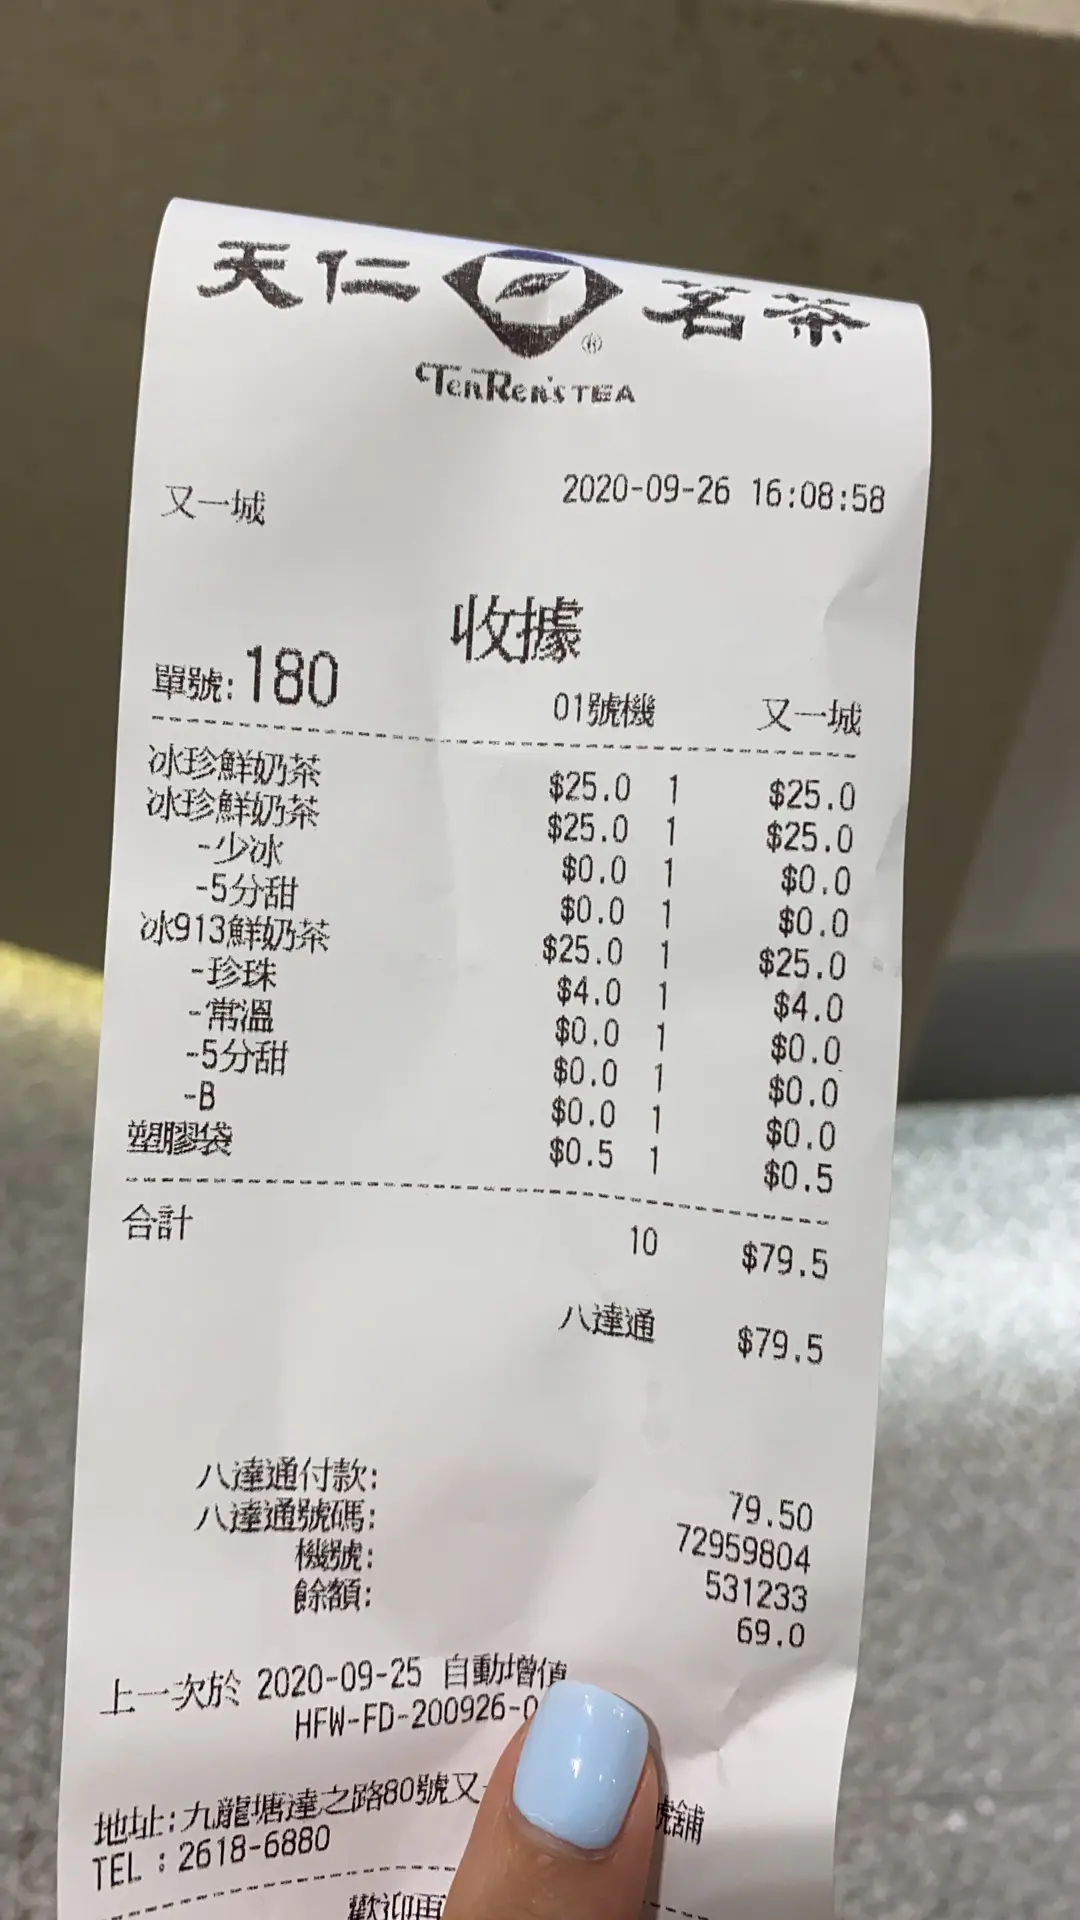 天仁茗茶
TenRen's TEA
又一城 2020-09-26 16:08:58
收據
單號:180 01號機 又一城
冰珍鮮奶茶 $25.0 1 $25.0
冰珍鮮奶茶 $25.0 1 $25.0
-少冰 $0.0 1 $0.0
-5分甜 $0.0 1 $0.0
冰913鮮奶茶 $25.0 1 $25.0
-珍珠 $4.0 1 $4.0
-常溫 $0.0 1 $0.0
-5分甜 $0.0 1 $0.0
-B $0.0 1 $0.0
塑膠袋 $0.5 1 $0.5
合計 10 $79.5
八達通 $79.5
八達通付款: 79.50
八達通號碼: 72959804
機號: 531233
餘額: 69.0
上一次於 2020-09-25 自動增值
HFW-FD-200926-
地址:九龍塘達之路80號又 號舖
TEL:2618-6880
歡迎再